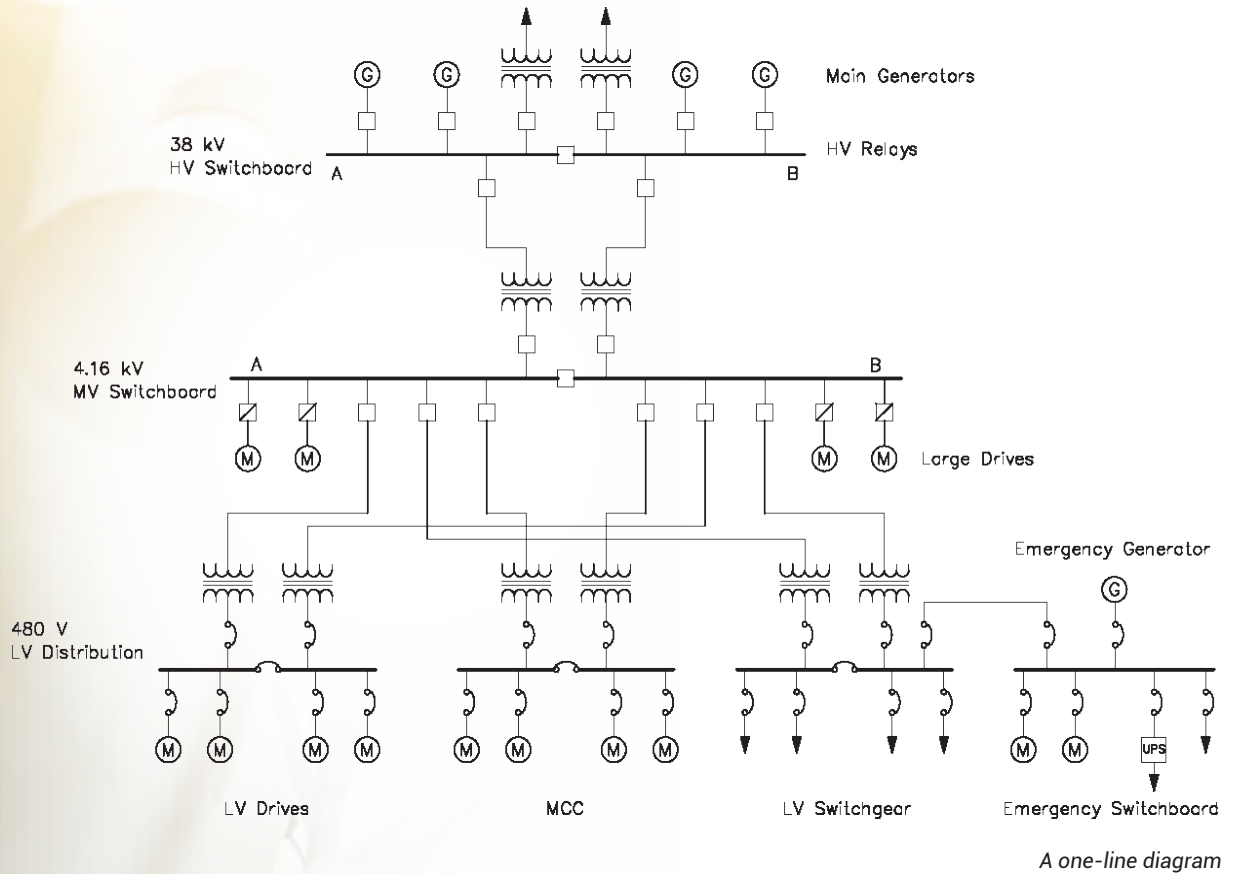 G
G
G
G
Main Generators
38 kV
HV Switchboard
A
B
HV Relays
4.16 kV
MV Switchboard
A
B
M
M
M
M
Large Drives
Emergency Generator
G
480 V
LV Distribution
M
M
M
M
M
M
M
M
M
M
UPS
LV Drives
MCC
LV Switchgear
Emergency Switchboard
A one-line diagram